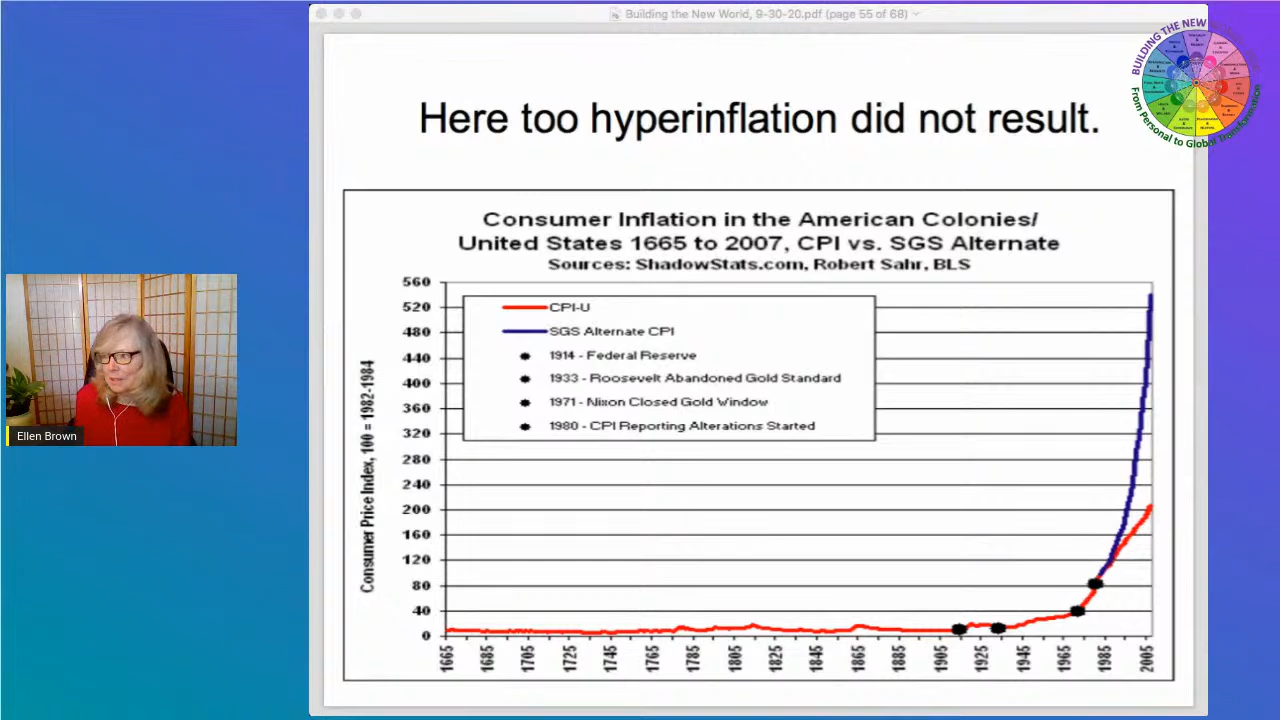 Building the New World, 9-30-20.pdf (page 55 of 68)
BUILDING THE NEW
From Personal to Global Transformation
Here too hyperinflation did not result.
Consumer Inflation in the American Colonies/
United States 1665 to 2007, CPI vs. SGS Alternate
Sources: ShadowStats.com, Robert Sahr, BLS
Consumer Price Index, 100 = 1982-1984
560
520
480
440
400
360
320
280
240
200
160
120
80
40
0
CPI-U
SGS Alternate CPI
1914 - Federal Reserve
1933 - Roosevelt Abandoned Gold Standard
1971 - Nixon Closed Gold Window
1980 - CPI Reporting Alterations Started
1665 1685 1705 1725 1745 1765 1785 1805 1825 1845 1865 1885 1905 1925 1945 1965 1985 2005
Ellen Brown